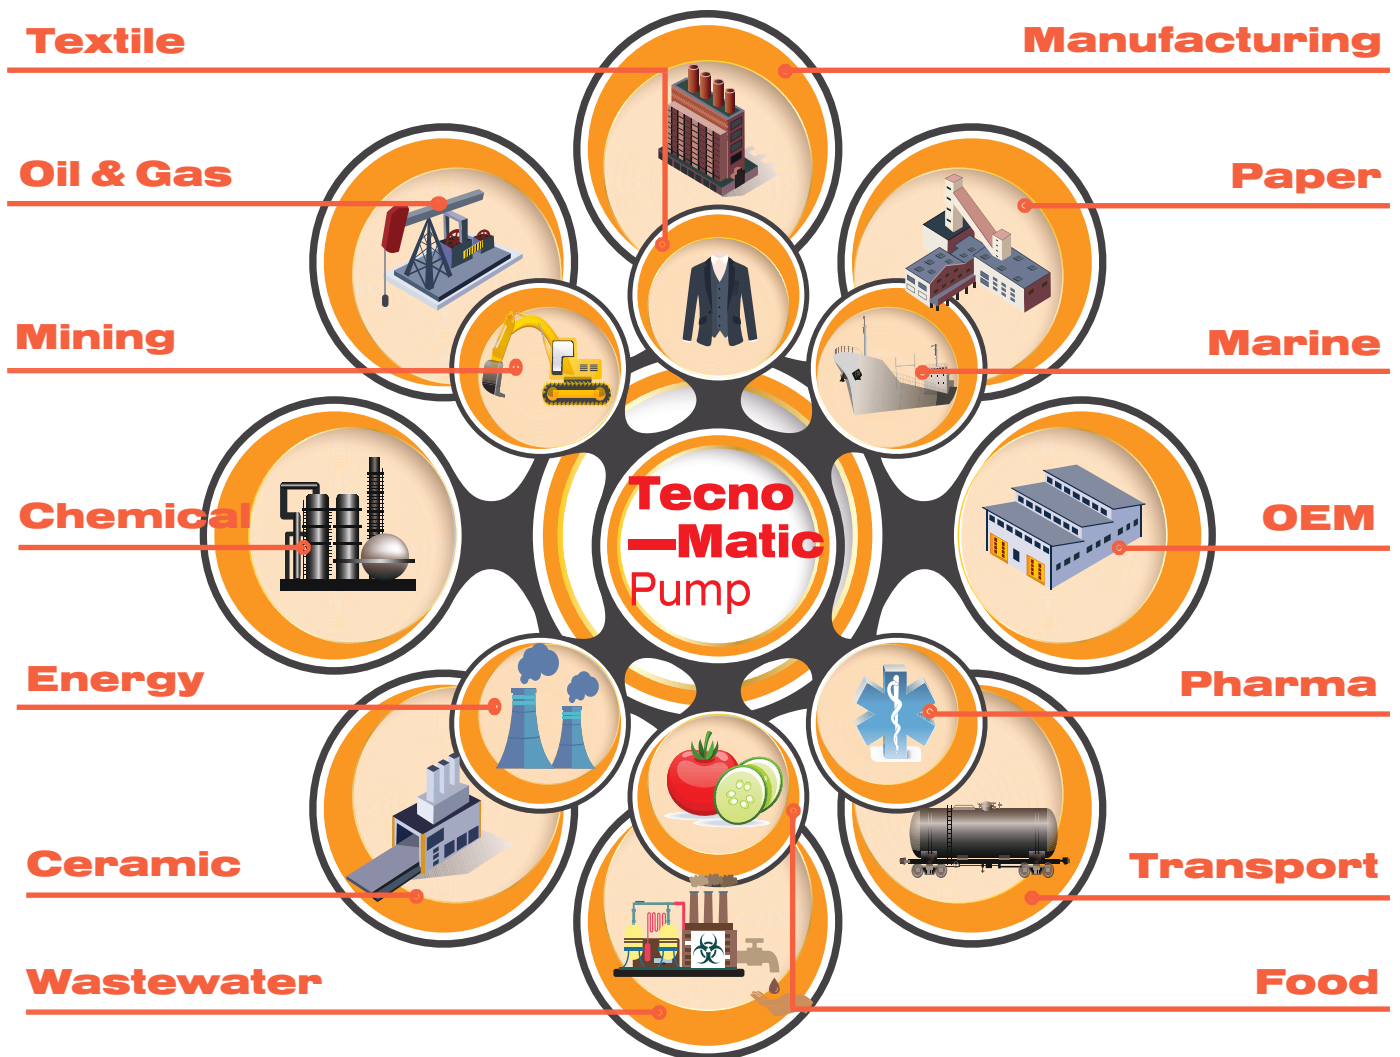 Textile
Manufacturing
Oil & Gas
Paper
Mining
Marine
Tecno
—Matic
Pump
Chemical
OEM
Energy
Pharma
Ceramic
Transport
Wastewater
Food